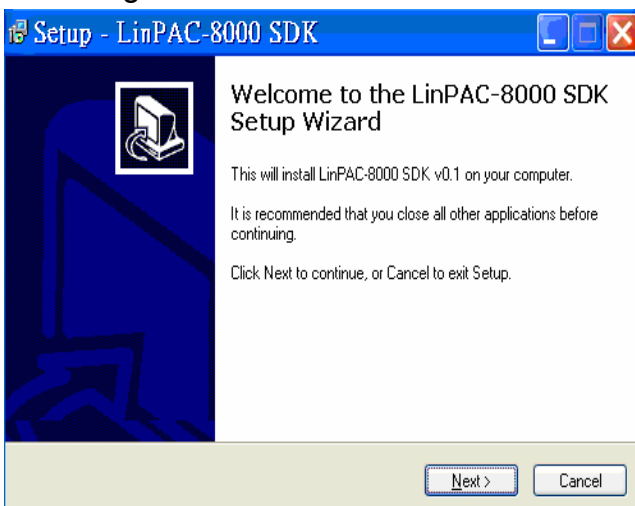 Setup - LinPAC-8000 SDK
Welcome to the LinPAC-8000 SDK
Setup Wizard
This will install LinPAC-8000 SDK v0.1 on your computer.
It is recommended that you close all other applications before
continuing.
Click Next to continue, or Cancel to exit Setup.
Next >
Cancel